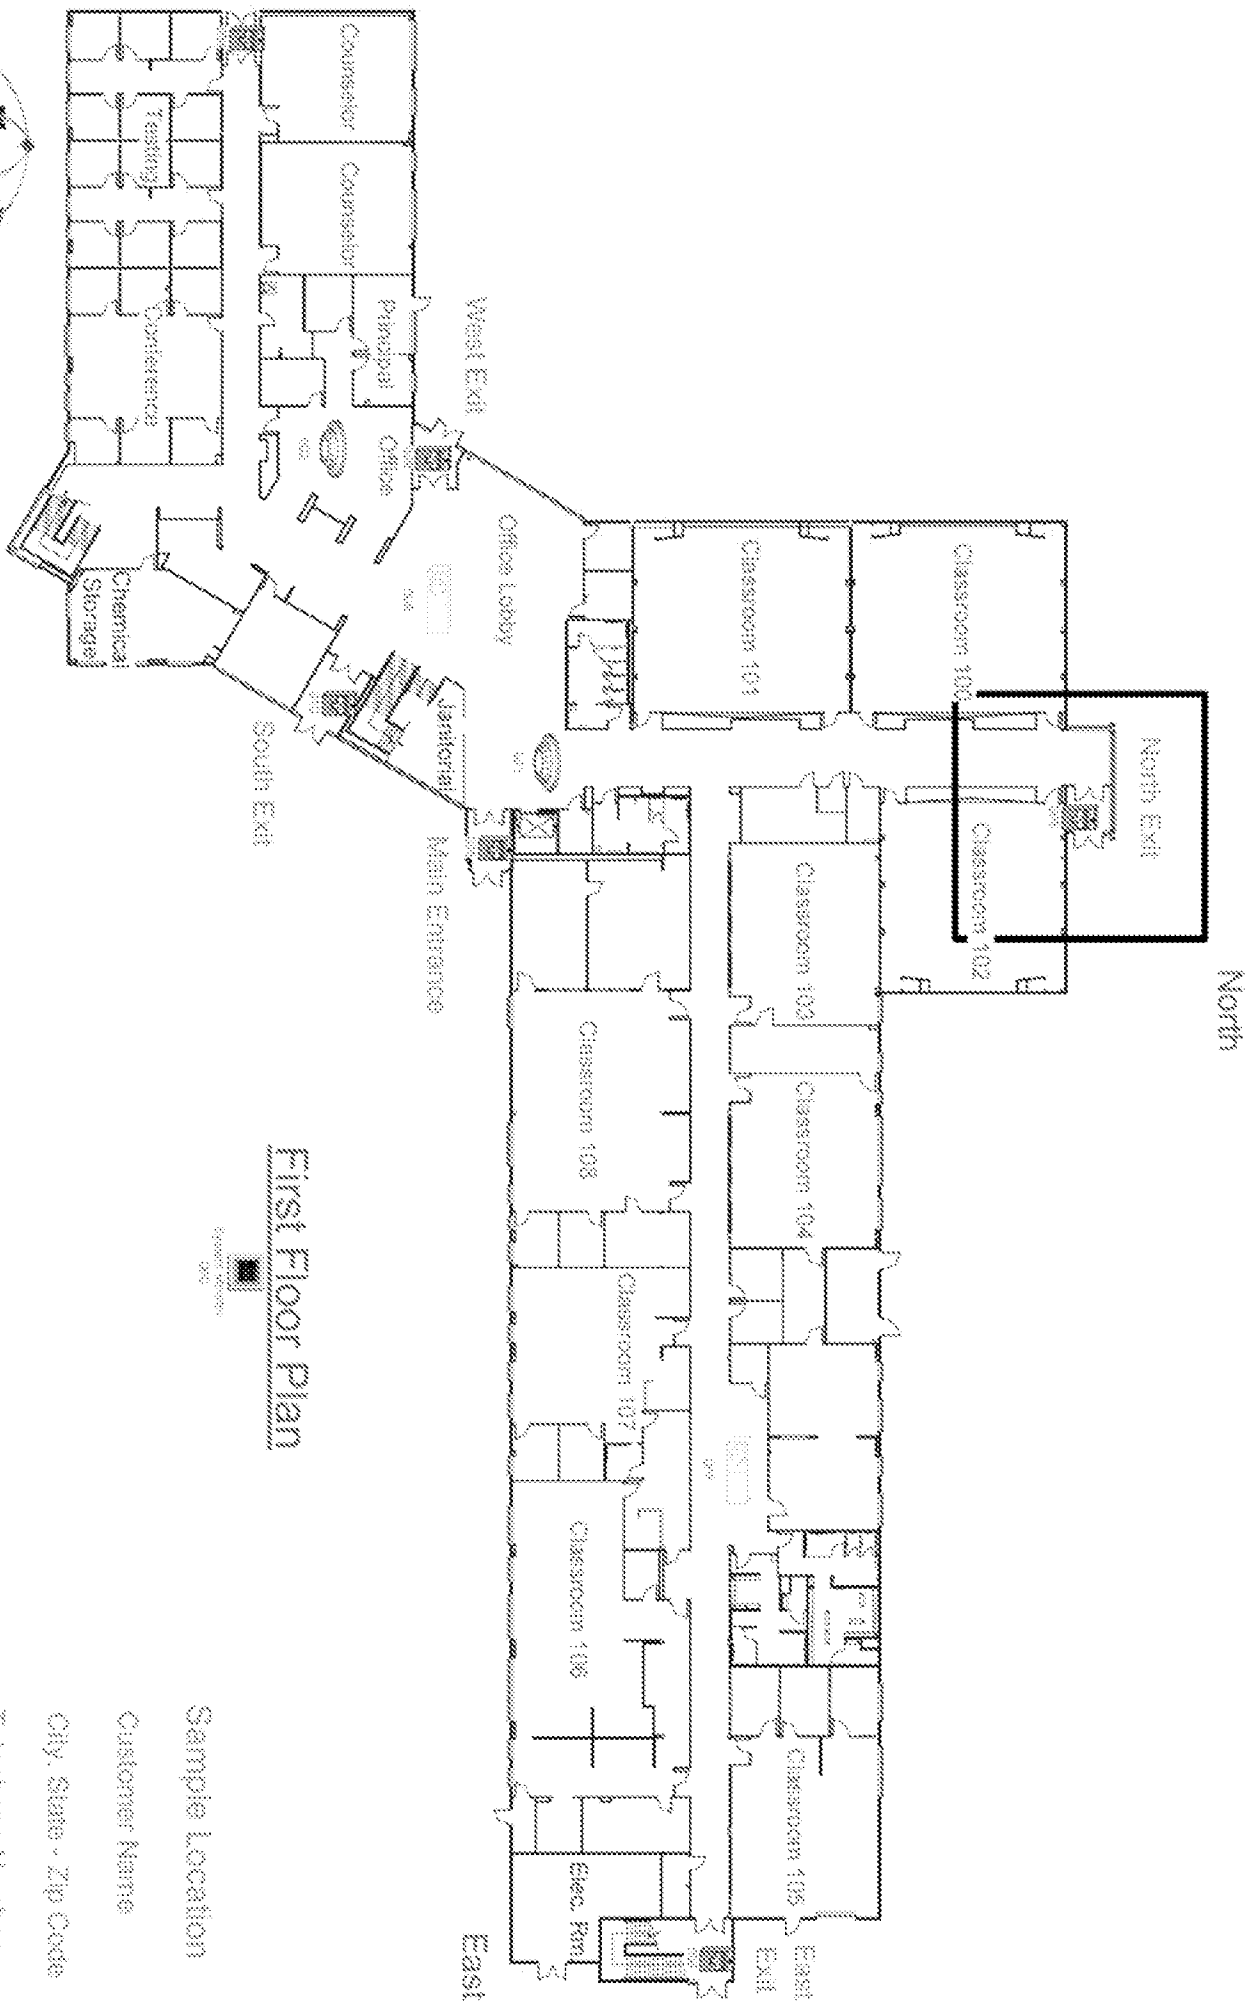 North
North Exit
Classroom 100
Classroom 102
Classroom 101
Classroom 103
Classroom 104
Classroom 105
East
Exit
Office Lobby
West Exit
Counselor
Counselor
Principal
Office
Testing
Conference
Chemical
Storage
Janitorial
South Exit
Main Entrance
Classroom 108
Classroom 107
Classroom 106
Elec. Rm
East
First Floor Plan
Sample Location
Customer Name
City, State - Zip Code